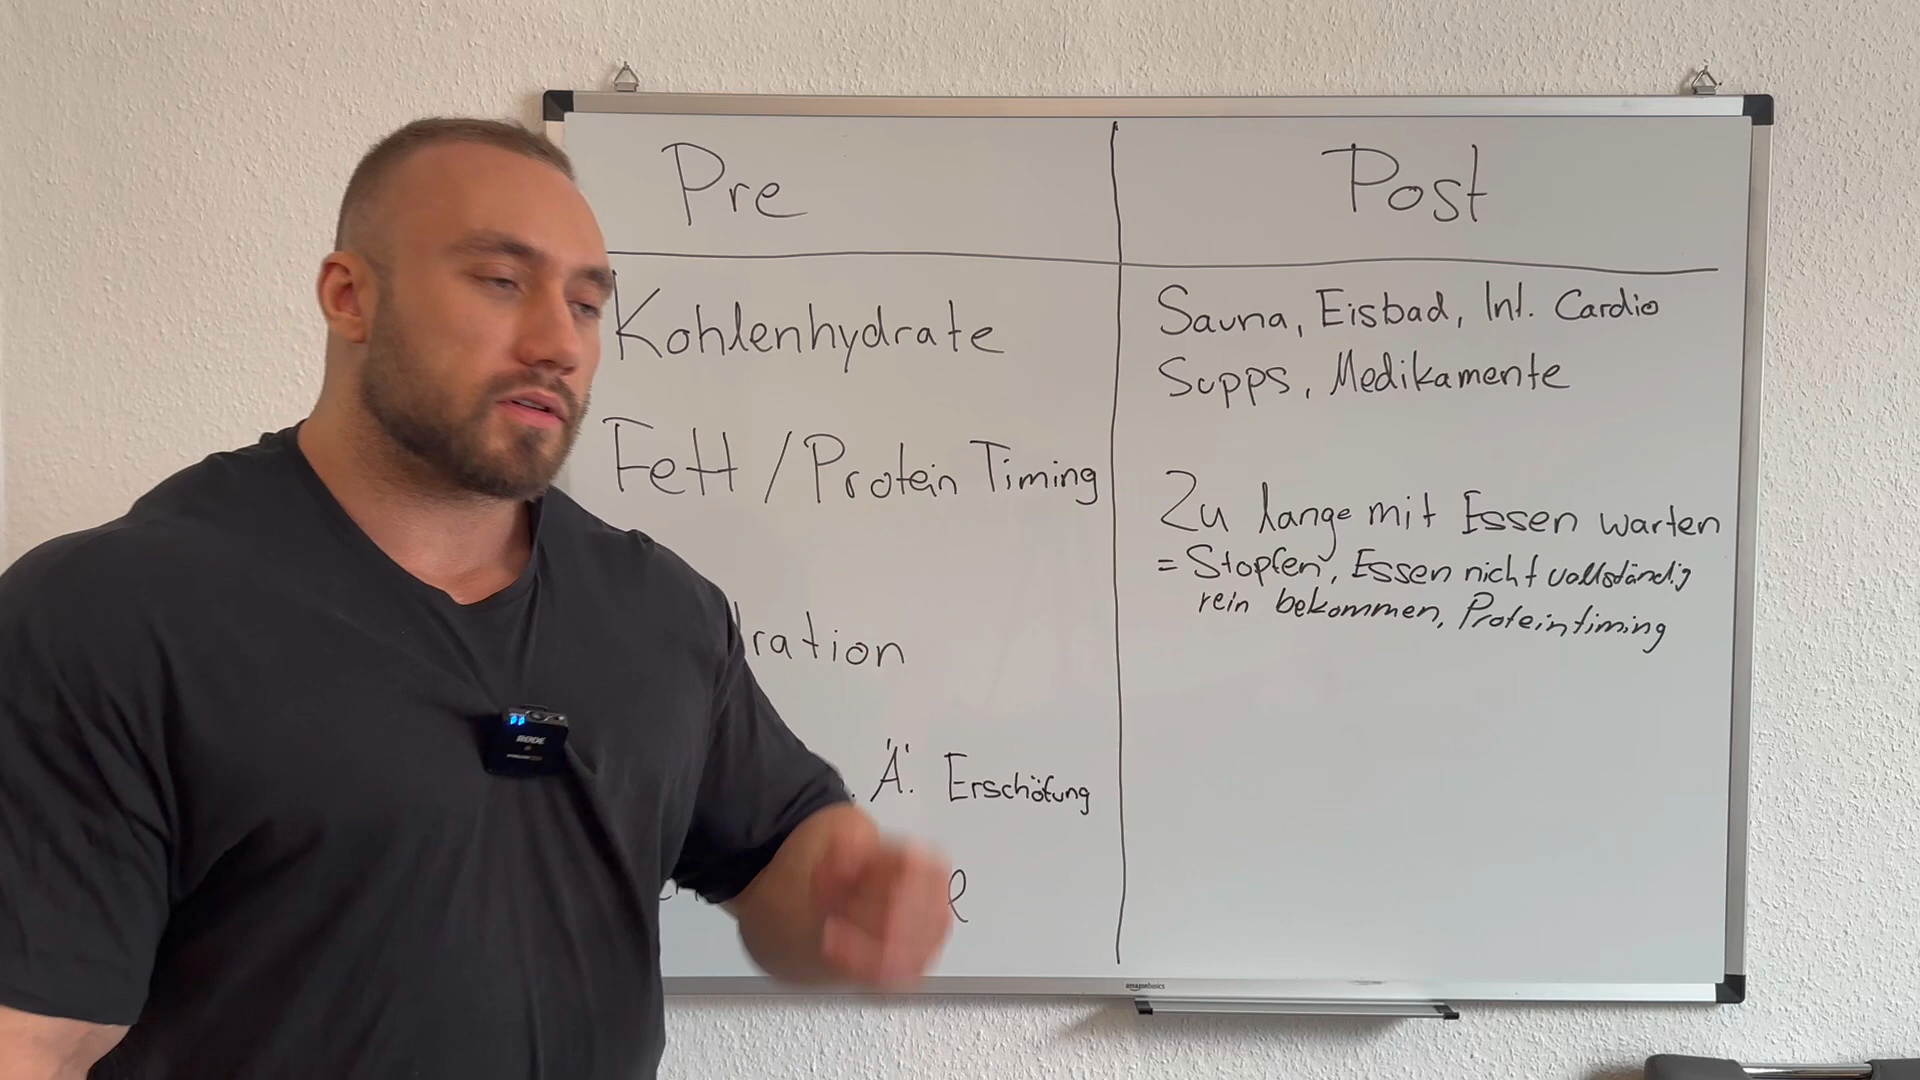 Pre
Kohlenhydrate
Fett / Protein Timing
ration
Ä. Erschöfung
Post
Sauna, Eisbad, Int. Cardio
Supps, Medikamente
Zu lange mit Essen warten
= Stopfen, Essen nicht vollständig
rein bekommen, Proteintiming
RØDE
amazonbasics